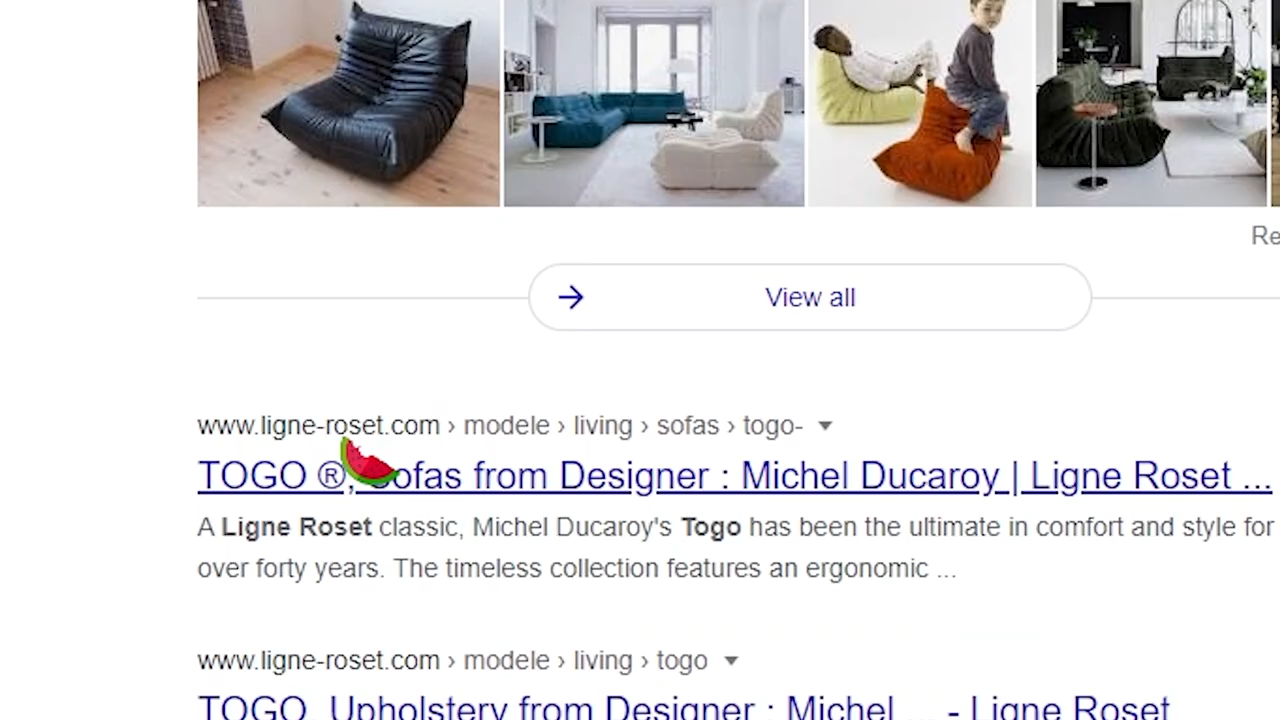 Re
View all
www.ligne-roset.com › modele › living › sofas › togo-
TOGO ®, Sofas from Designer : Michel Ducaroy | Ligne Roset ...
A Ligne Roset classic, Michel Ducaroy's Togo has been the ultimate in comfort and style for
over forty years. The timeless collection features an ergonomic ...
www.ligne-roset.com › modele › living › togo
TOGO, Upholstery from Designer : Michel ... - Ligne Roset